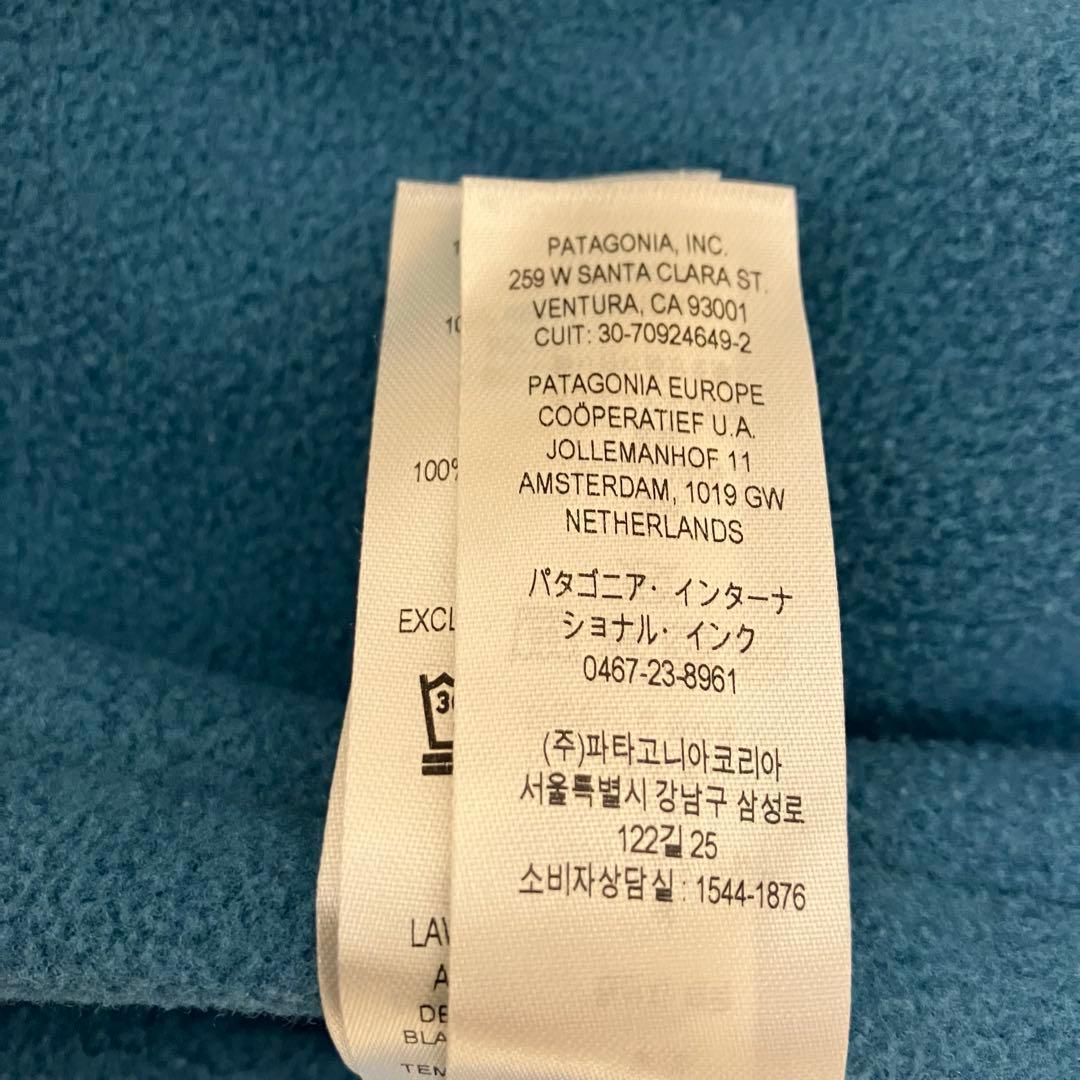 PATAGONIA, INC.
259 W SANTA CLARA ST.
VENTURA, CA 93001
CUIT: 30-70924649-2
PATAGONIA EUROPE
COÖPERATIEF U.A.
JOLLEMANHOF 11
AMSTERDAM, 1019 GW
NETHERLANDS
パタゴニア・インターナ
ショナル・インク
0467-23-8961
(주)파타고니아코리아
서울특별시 강남구 삼성로
122길 25
소비자상담실 : 1544-1876
100%